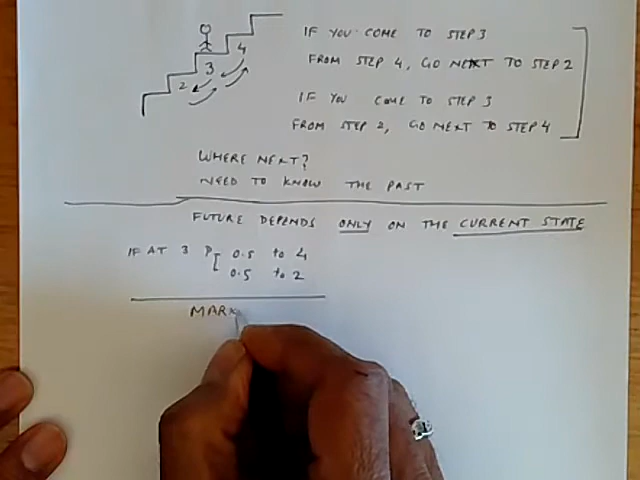 IF YOU COME TO STEP 3
FROM STEP 4, GO NEXT TO STEP 2
IF YOU COME TO STEP 3
FROM STEP 2, GO NEXT TO STEP 4
4
3
2
WHERE NEXT?
NEED TO KNOW THE PAST
FUTURE DEPENDS ONLY ON THE CURRENT STATE
IF AT 3 P 0.5 to 4
0.5 to 2
MARK